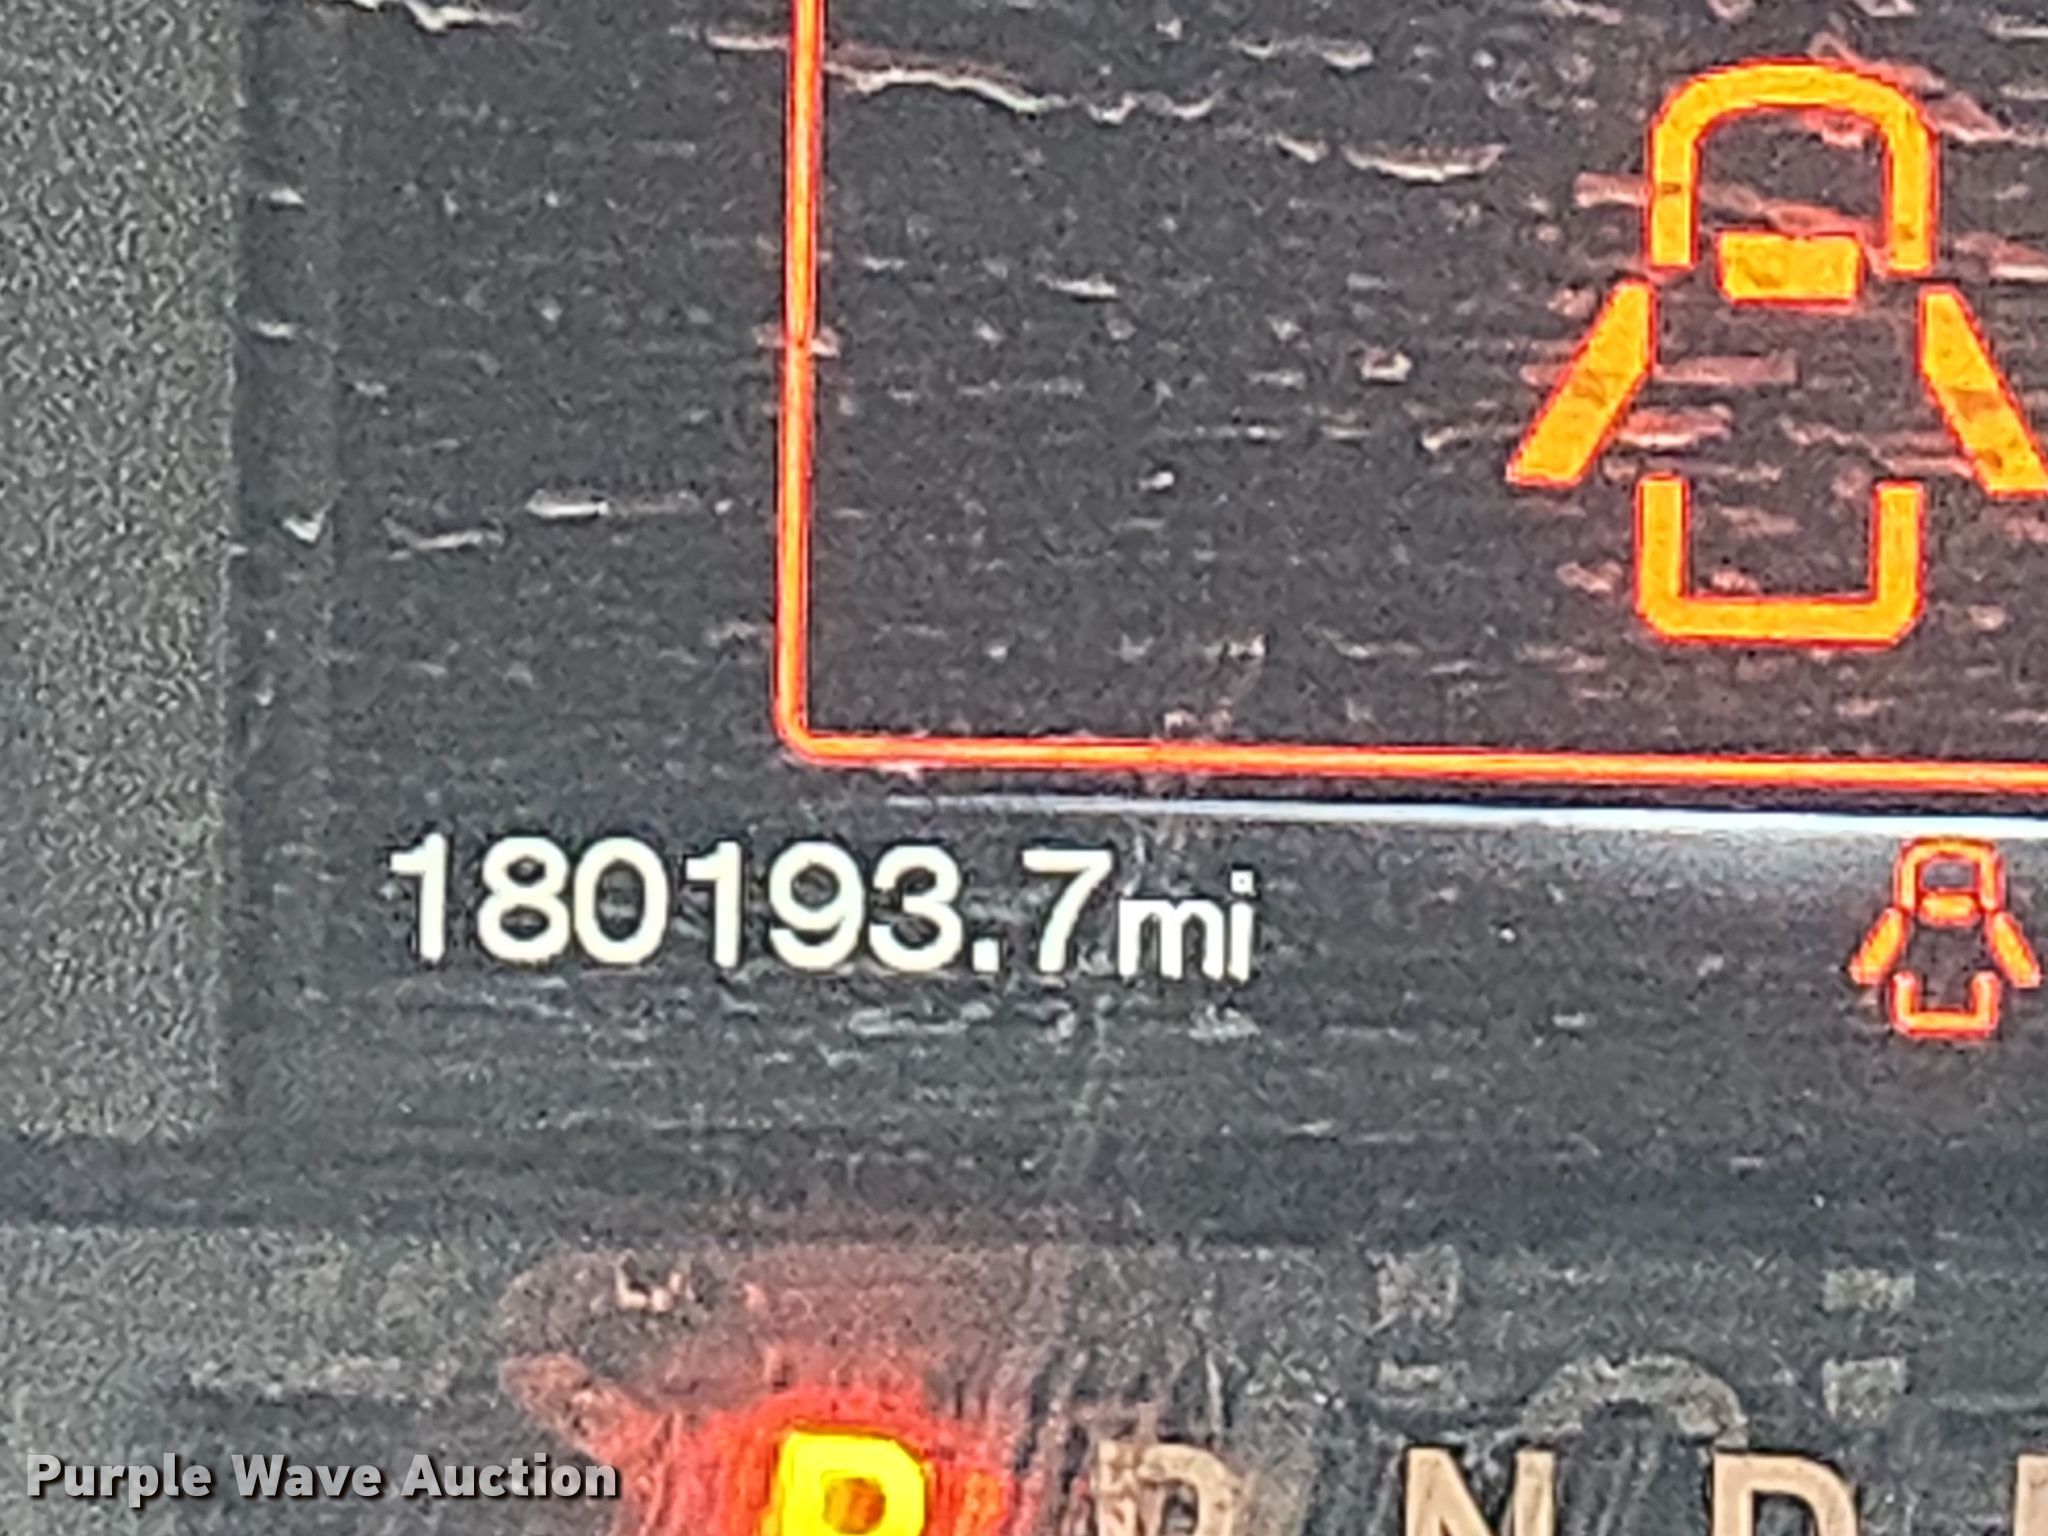 180193.7mi
P R N D
Purple Wave Auction